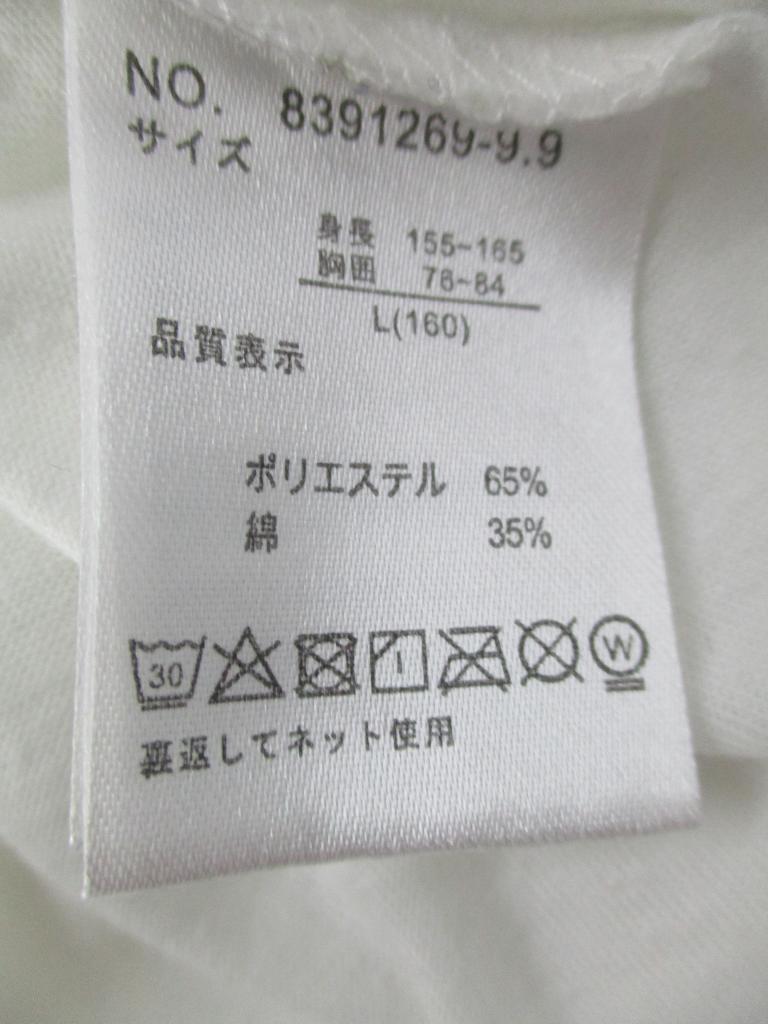 NO. 8391269-9.9
サイズ
身長 155~165
胸囲 76~84
L(160)
品質表示
ポリエステル 65%
綿 35%
30 W
裏返してネット使用